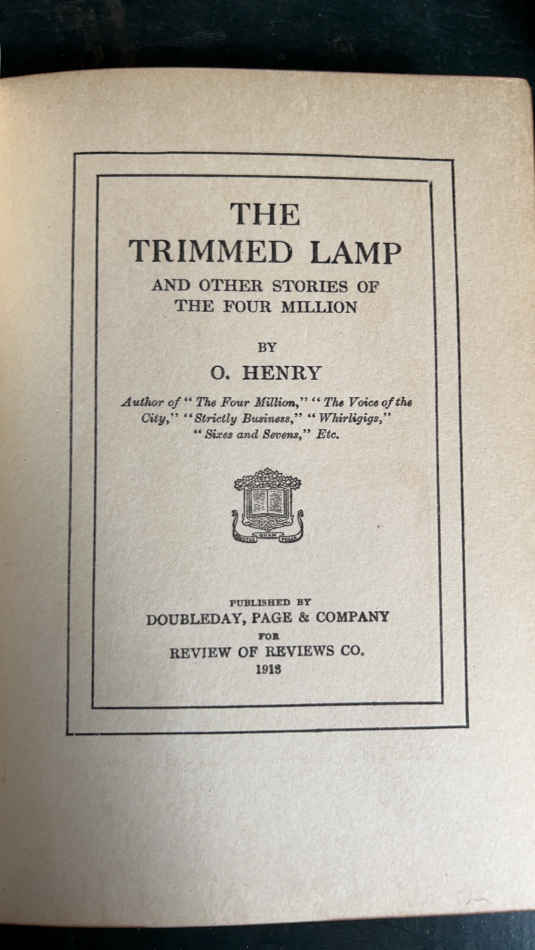 THE
TRIMMED LAMP
AND OTHER STORIES OF
THE FOUR MILLION
BY
O. HENRY
Author of “ The Four Million,” “ The Voice of the
City,” “Strictly Business,” “ Whirligigs,”
“ Sixes and Sevens,” Etc.
PUBLISHED BY
DOUBLEDAY, PAGE & COMPANY
FOR
REVIEW OF REVIEWS CO.